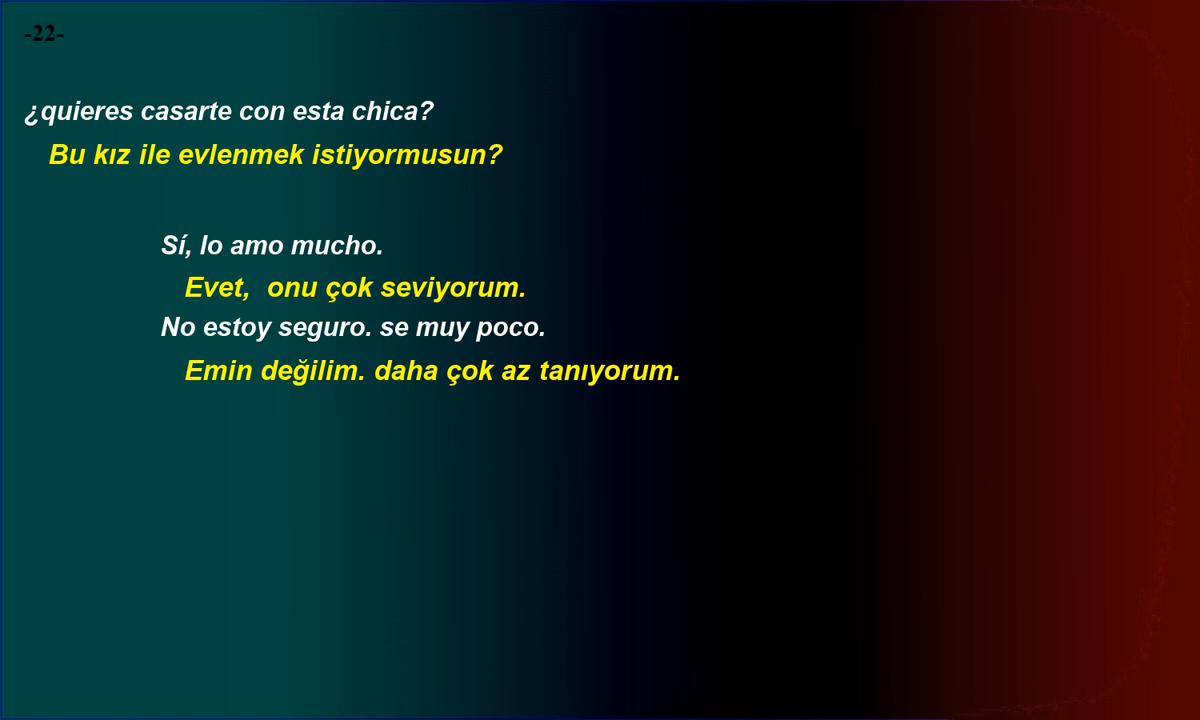 -22-
¿quieres casarte con esta chica?
Bu kız ile evlenmek istiyormusun?
Sí, lo amo mucho.
Evet, onu çok seviyorum.
No estoy seguro. se muy poco.
Emin değilim. daha çok az tanıyorum.